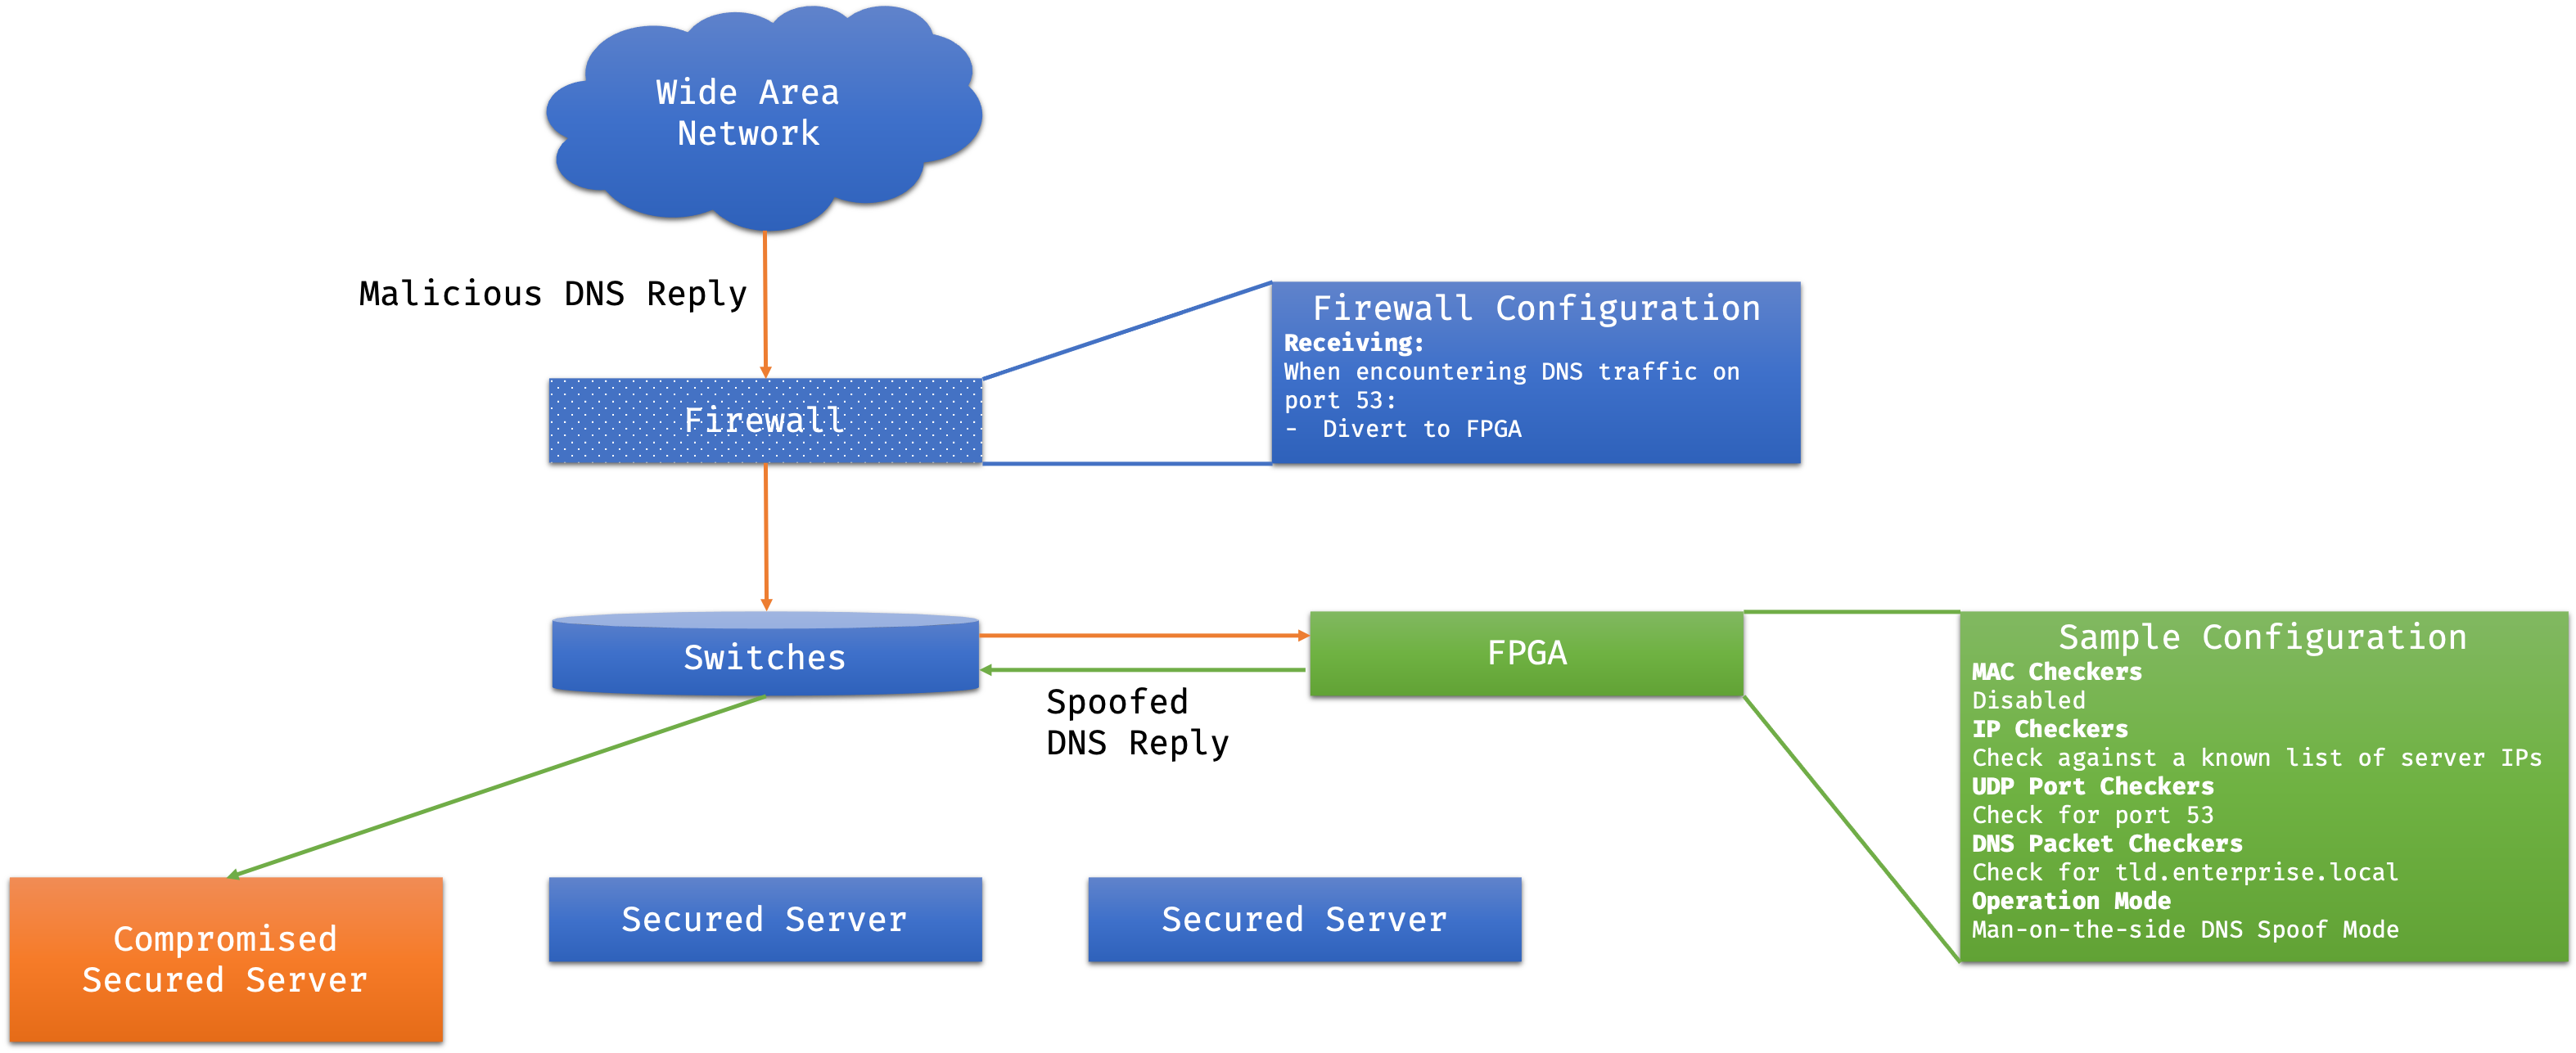 Wide Area
Network
Malicious DNS Reply
Firewall Configuration
Receiving:
When encountering DNS traffic on
port 53:
- Divert to FPGA
Firewall
Switches
FPGA
Spoofed
DNS Reply
Sample Configuration
MAC Checkers
Disabled
IP Checkers
Check against a known list of server IPs
UDP Port Checkers
Check for port 53
DNS Packet Checkers
Check for tld.enterprise.local
Operation Mode
Man-on-the-side DNS Spoof Mode
Compromised
Secured Server
Secured Server
Secured Server